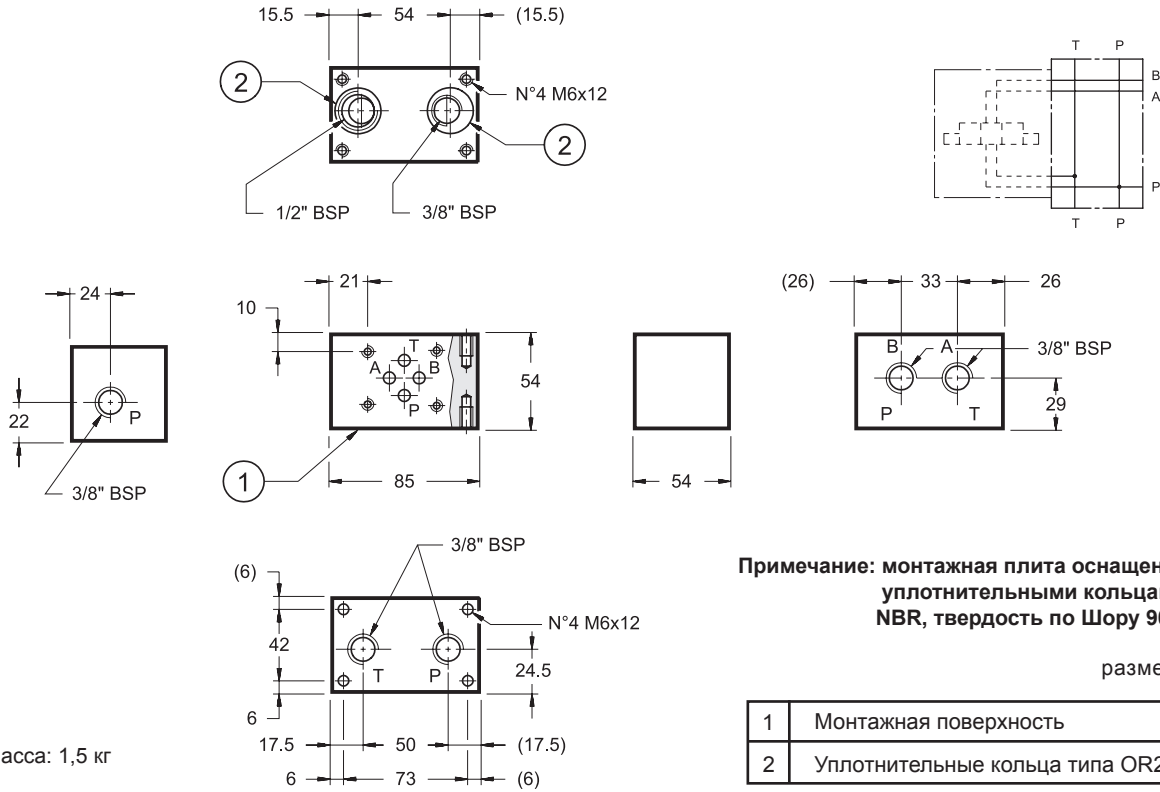 15.5 54 (15.5)
2
N°4 M6x12
2
1/2" BSP 3/8" BSP
T P
B
A
P
T P
24
22
P
3/8" BSP
21
10
T
A B
P
54
1
85
54
(26) 33 26
B A
3/8" BSP
P T
29
3/8" BSP
(6)
N°4 M6x12
42
T P
24.5
6
17.5 50 (17.5)
6 73 (6)
асса: 1,5 кг
Примечание: монтажная плита оснащен
уплотнительными кольца
NBR, твердость по Шору 90
разме
1 Монтажная поверхность
2 Уплотнительные кольца типа OR2